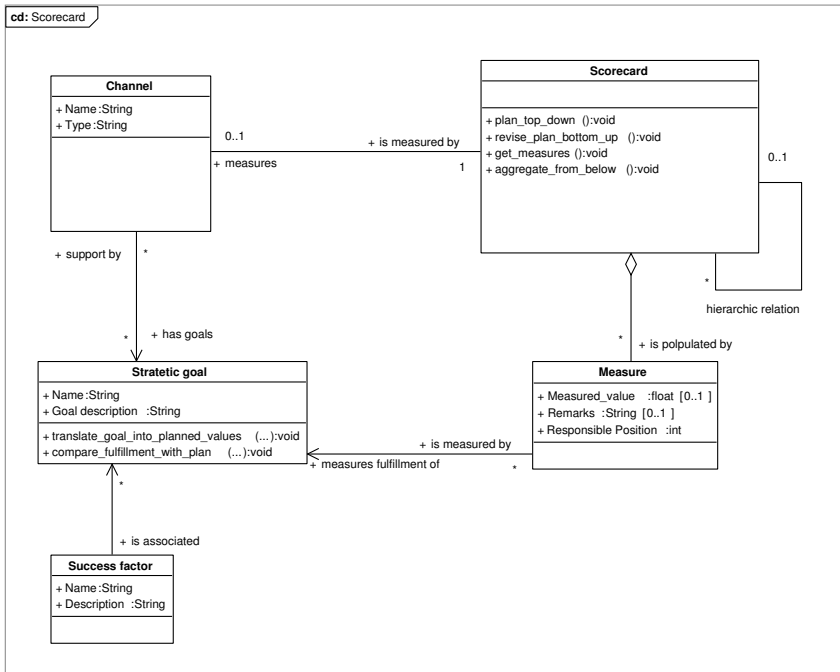 cd: Scorecard
Channel
+ Name :String
+ Type :String
0..1
+ measures
+ is measured by
1
Scorecard
+ plan_top_down ():void
+ revise_plan_bottom_up ():void
+ get_measures ():void
+ aggregate_from_below ():void
0..1
*
hierarchic relation
+ support by
*
*
+ has goals
*
+ is polpulated by
Stratetic goal
+ Name :String
+ Goal description :String
+ translate_goal_into_planned_values (...):void
+ compare_fulfillment_with_plan (...):void
Measure
+ Measured_value :float [0..1 ]
+ Remarks :String [0..1 ]
+ Responsible Position :int
+ is measured by
+ measures fulfillment of
*
*
+ is associated
Success factor
+ Name :String
+ Description :String